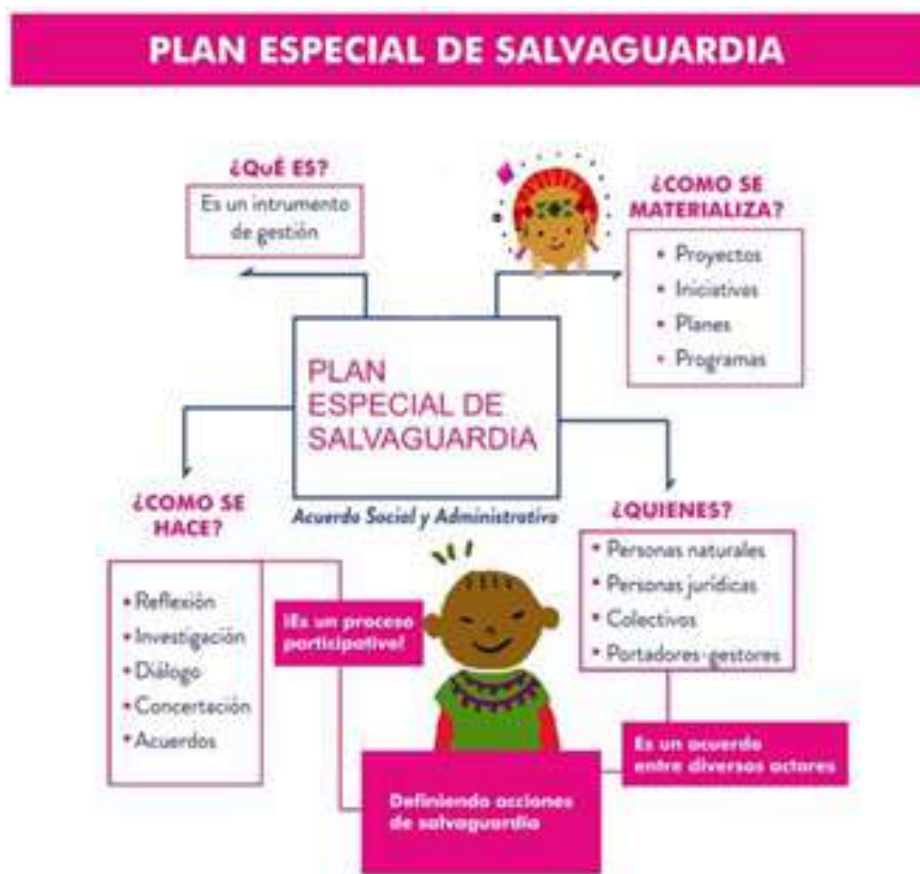 PLAN ESPECIAL DE SALVAGUARDIA
¿QuÉ ES?
Es un intrumento
de gestión
¿COMO SE
MATERIALIZA?
• Proyectos
• Iniciativas
• Planes
• Programas
PLAN
ESPECIAL DE
SALVAGUARDIA
Acuerdo Social y Administrativo
¿COMO SE
HACE?
• Reflexión
• Investigación
• Diálogo
• Concertación
• Acuerdos
¡Es un proceso
participativo!
¿QUIENES?
• Personas naturales
• Personas jurídicas
• Colectivos
• Portadores-gestores
Es un acuerdo
entre diversos actores
Definiendo acciones
de salvaguardia